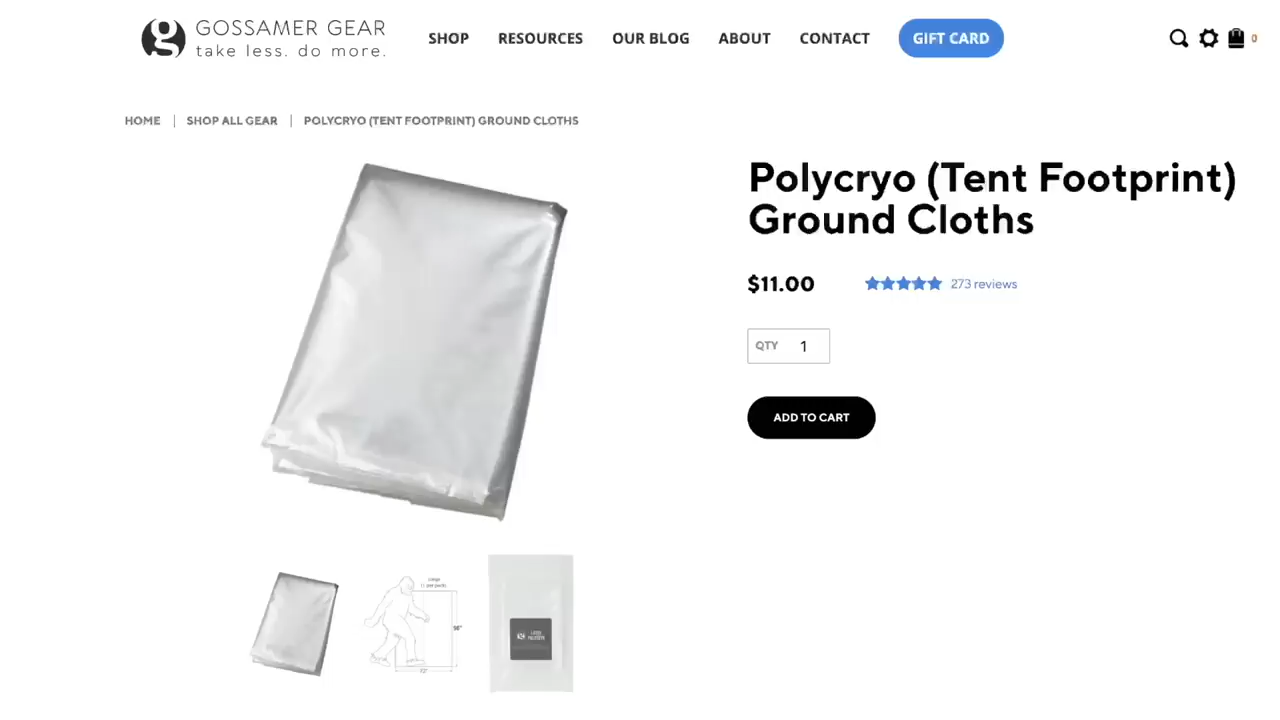 GOSSAMER GEAR
take less. do more.
SHOP
RESOURCES
OUR BLOG
ABOUT
CONTACT
GIFT CARD
0
HOME | SHOP ALL GEAR | POLYCRYO (TENT FOOTPRINT) GROUND CLOTHS
Polycryo (Tent Footprint)
Ground Cloths
$11.00
273 reviews
QTY 1
ADD TO CART
96"